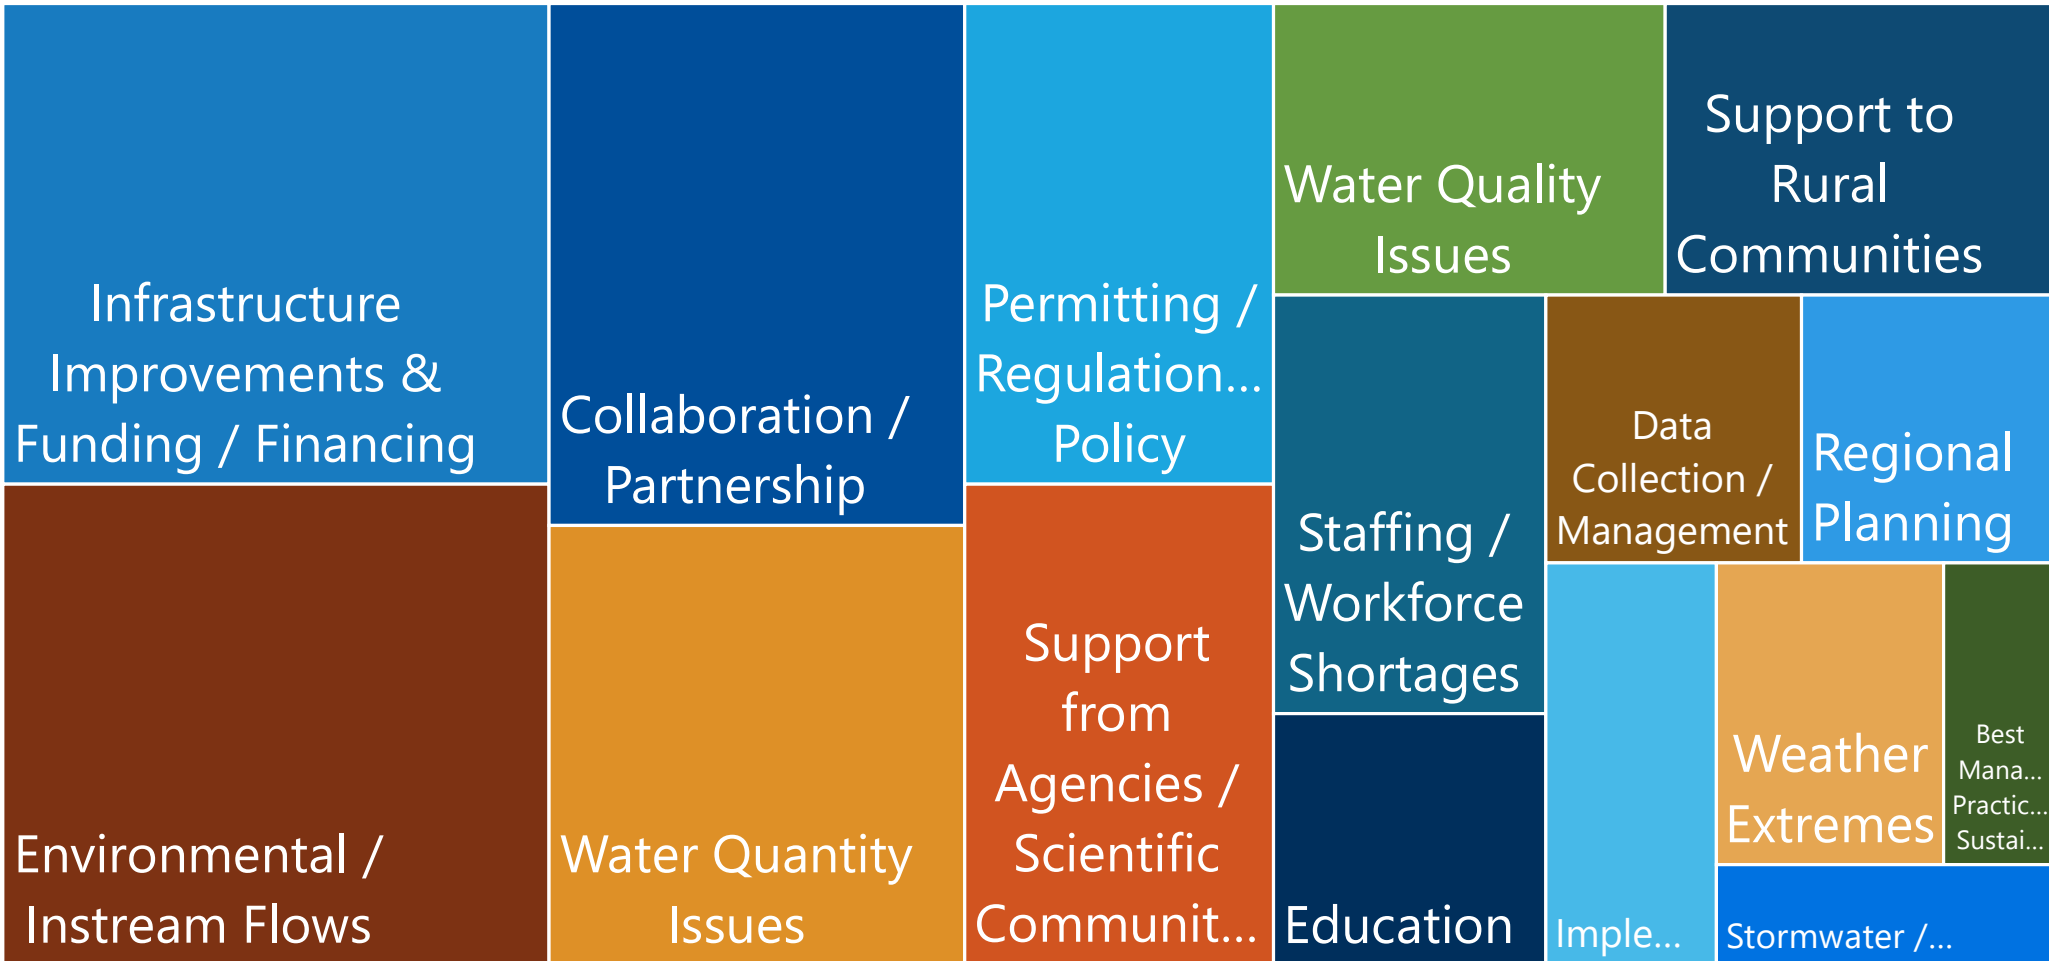 Infrastructure
Improvements &
Funding / Financing
Environmental /
Instream Flows
Collaboration /
Partnership
Water Quantity
Issues
Permitting /
Regulation...
Policy
Support
from
Agencies /
Scientific
Communit...
Water Quality
Issues
Support to
Rural
Communities
Staffing /
Workforce
Shortages
Education
Data
Collection /
Management
Regional
Planning
Imple...
Weather
Extremes
Best
Mana...
Practic...
Sustai...
Stormwater /...